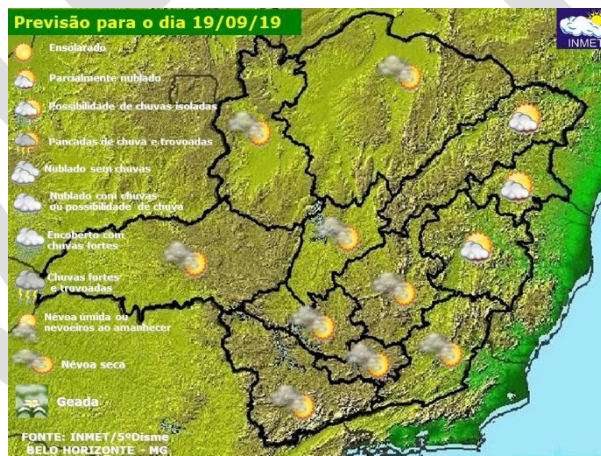 Previsão para o dia 19/09/19
INMET
Ensolarado
Parcialmente nublado
Possibilidade de chuvas isoladas
Pancadas de chuva e trovoadas
Nublado sem chuvas
Nublado com chuvas
ou possibilidade de chuva
Encoberto com
chuvas fortes
Chuvas fortes
e trovoadas
Névoa úmida ou
nevoeiros ao amanhecer
Névoa seca
Geada
FONTE: INMET/5ºDisme
BELO HORIZONTE - MG